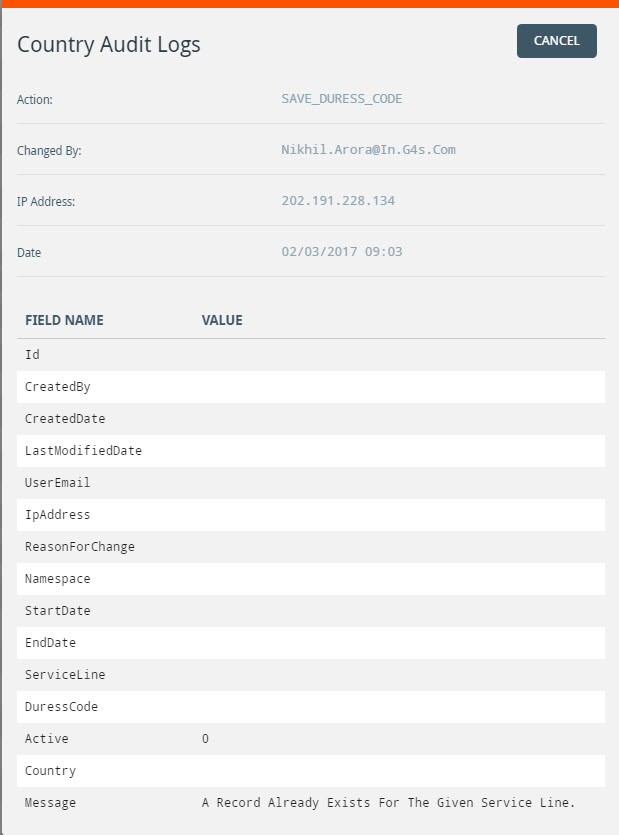 Country Audit Logs
CANCEL
Action: SAVE_DURESS_CODE
Changed By: Nikhil.Arora@In.G4s.Com
IP Address: 202.191.228.134
Date 02/03/2017 09:03
FIELD NAME VALUE
Id
CreatedBy
CreatedDate
LastModifiedDate
UserEmail
IpAddress
ReasonForChange
Namespace
StartDate
EndDate
ServiceLine
DuressCode
Active 0
Country
Message A Record Already Exists For The Given Service Line.